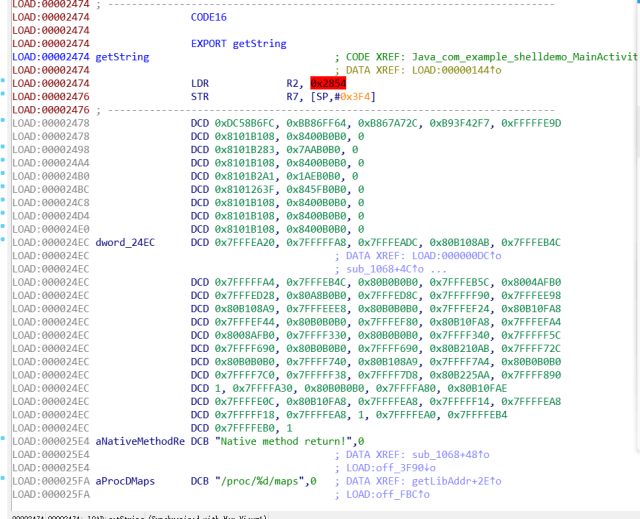 LOAD:00002474 ; ---------------------------------------------------------------
LOAD:00002474 CODE16
LOAD:00002474
LOAD:00002474 EXPORT getString
LOAD:00002474 getString ; CODE XREF: Java_com_example_shelldemo_MainActivit
LOAD:00002474 ; DATA XREF: LOAD:00000144↑o
LOAD:00002474 LDR R2, 0x2854
LOAD:00002476 STR R7, [SP,#0x3F4]
LOAD:00002476 ; ---------------------------------------------------------------
LOAD:00002478 DCD 0xDC58B6FC, 0xBB86FF64, 0xB867A72C, 0xB93F42F7, 0xFFFFFE9D
LOAD:00002478 DCD 0x8101B108, 0x8400B0B0, 0
LOAD:00002498 DCD 0x8101B283, 0x7AAB0B0, 0
LOAD:000024A4 DCD 0x8101B108, 0x8400B0B0, 0
LOAD:000024B0 DCD 0x8101B2A1, 0x1AEB0B0, 0
LOAD:000024BC DCD 0x8101263F, 0x845FB0B0, 0
LOAD:000024C8 DCD 0x8101B108, 0x8400B0B0, 0
LOAD:000024D4 DCD 0x8101B108, 0x8400B0B0, 0
LOAD:000024E0 DCD 0x8101B108, 0x8400B0B0, 0
LOAD:000024EC dword_24EC DCD 0x7FFFEA20, 0x7FFFFFA8, 0x7FFFEADC, 0x80B108AB, 0x7FFFEB4C
LOAD:000024EC ; DATA XREF: LOAD:000000DC↑o
LOAD:000024EC ; sub_1068+4C↑o ...
LOAD:000024EC DCD 0x7FFFFFA4, 0x7FFFEB4C, 0x80B0B0B0, 0x7FFFEB5C, 0x8004AFB0
LOAD:000024EC DCD 0x7FFFED28, 0x80A8B0B0, 0x7FFFED8C, 0x7FFFFF90, 0x7FFFEE98
LOAD:000024EC DCD 0x80B108A9, 0x7FFFEEE8, 0x80B0B0B0, 0x7FFFEF24, 0x80B10FA8
LOAD:000024EC DCD 0x7FFFEF44, 0x80B0B0B0, 0x7FFFEF80, 0x80B10FA8, 0x7FFFEFA4
LOAD:000024EC DCD 0x8008AFB0, 0x7FFFF330, 0x80B0B0B0, 0x7FFFF340, 0x7FFFFF5C
LOAD:000024EC DCD 0x7FFFF690, 0x80B0B0B0, 0x7FFFF690, 0x80B210AB, 0x7FFFF72C
LOAD:000024EC DCD 0x80B0B0B0, 0x7FFFF740, 0x80B108A9, 0x7FFFF7A4, 0x80B0B0B0
LOAD:000024EC DCD 0x7FFFF7C0, 0x7FFFFF38, 0x7FFFF7D8, 0x80B225AA, 0x7FFFF890
LOAD:000024EC DCD 1, 0x7FFFFA30, 0x80B0B0B0, 0x7FFFFA80, 0x80B10FAE
LOAD:000024EC DCD 0x7FFFFE0C, 0x80B10FA8, 0x7FFFFEA8, 0x7FFFFF14, 0x7FFFFEA8
LOAD:000024EC DCD 0x7FFFFF18, 0x7FFFFEA8, 1, 0x7FFFFEA0, 0x7FFFFEB4
LOAD:000024EC DCD 0x7FFFFEB0, 1
LOAD:000025E4 aNativeMethodRe DCB "Native method return!",0
LOAD:000025E4 ; DATA XREF: sub_1068+48↑o
LOAD:000025E4 ; LOAD:off_3F90↓o
LOAD:000025FA aProcDMaps DCB "/proc/%d/maps",0 ; DATA XREF: getLibAddr+2E↑o
LOAD:000025FA ; LOAD:off_FBC↑o